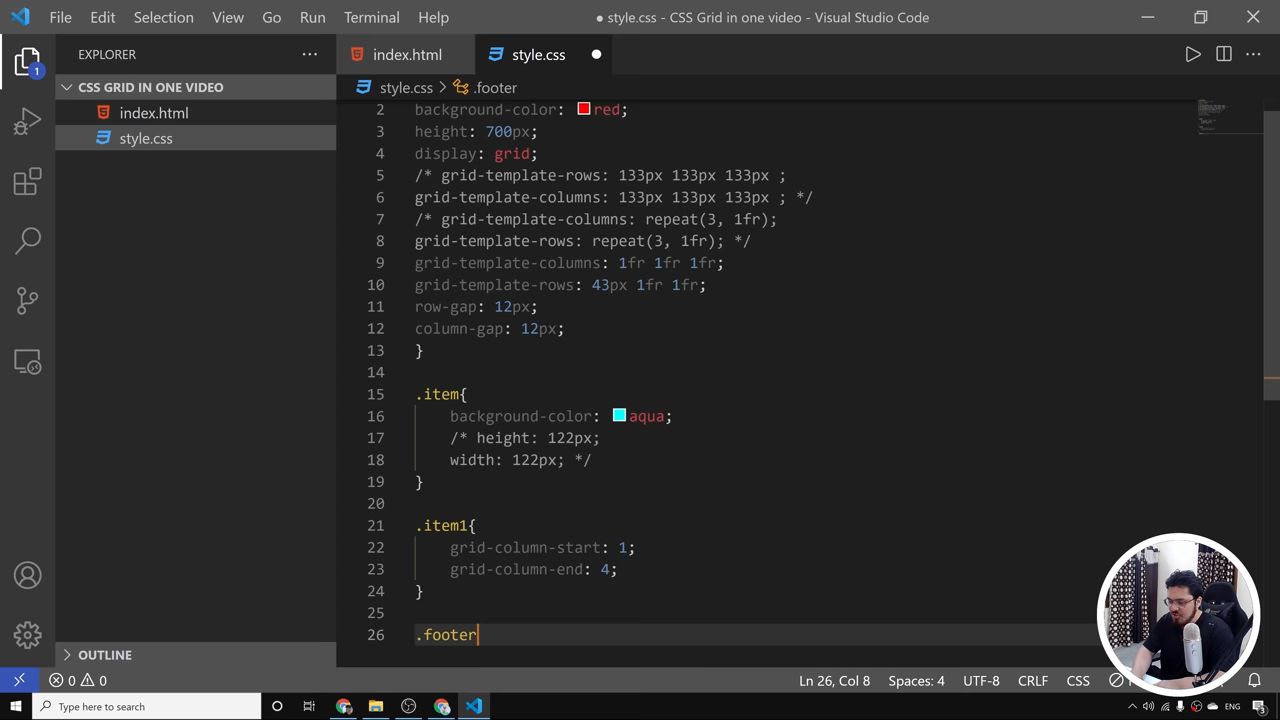 File Edit Selection View Go Run Terminal Help
● style.css - CSS Grid in one video - Visual Studio Code
EXPLORER
1
CSS GRID IN ONE VIDEO
index.html
style.css
OUTLINE
index.html
style.css
style.css > .footer
2 background-color: red;
3 height: 700px;
4 display: grid;
5 /* grid-template-rows: 133px 133px 133px ;
6 grid-template-columns: 133px 133px 133px ; */
7 /* grid-template-columns: repeat(3, 1fr);
8 grid-template-rows: repeat(3, 1fr); */
9 grid-template-columns: 1fr 1fr 1fr;
10 grid-template-rows: 43px 1fr 1fr;
11 row-gap: 12px;
12 column-gap: 12px;
13 }
14
15 .item{
16 background-color: aqua;
17 /* height: 122px;
18 width: 122px; */
19 }
20
21 .item1{
22 grid-column-start: 1;
23 grid-column-end: 4;
24 }
25
26 .footer
0 0
Ln 26, Col 8 Spaces: 4 UTF-8 CRLF CSS
Type here to search
ENG
3